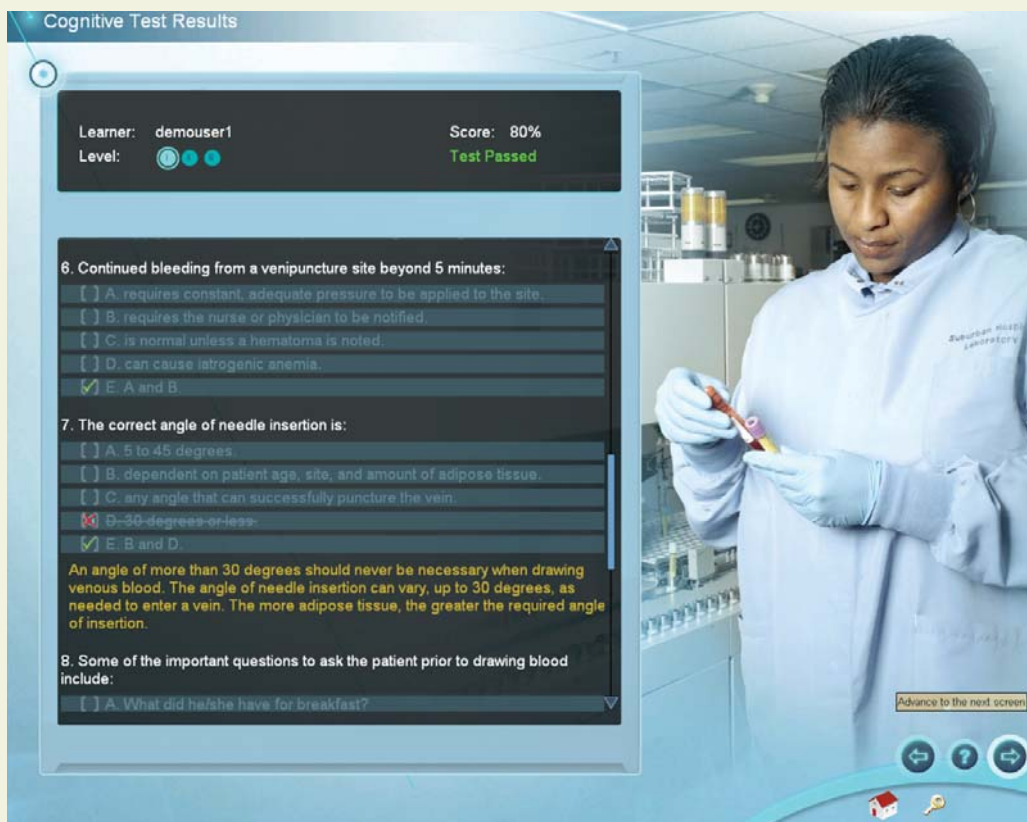 Cognitive Test Results
Learner: demouser1
Score: 80%
Level:
Test Passed
6. Continued bleeding from a venipuncture site beyond 5 minutes:
[ ] A. requires constant, adequate pressure to be applied to the site.
[ ] B. requires the nurse or physician to be notified.
[ ] C. is normal unless a hematoma is noted.
[ ] D. can cause iatrogenic anemia.
E. A and B.
7. The correct angle of needle insertion is:
[ ] A. 5 to 45 degrees.
[ ] B. dependent on patient age, site, and amount of adipose tissue.
[ ] C. any angle that can successfully puncture the vein.
D. 30 degrees or less.
E. B and D.
An angle of more than 30 degrees should never be necessary when drawing
venous blood. The angle of needle insertion can vary, up to 30 degrees, as
needed to enter a vein. The more adipose tissue, the greater the required angle
of insertion.
8. Some of the important questions to ask the patient prior to drawing blood
include:
[ ] A. What did he/she have for breakfast?
Suburban
Laboratory
Advance to the next screen
?